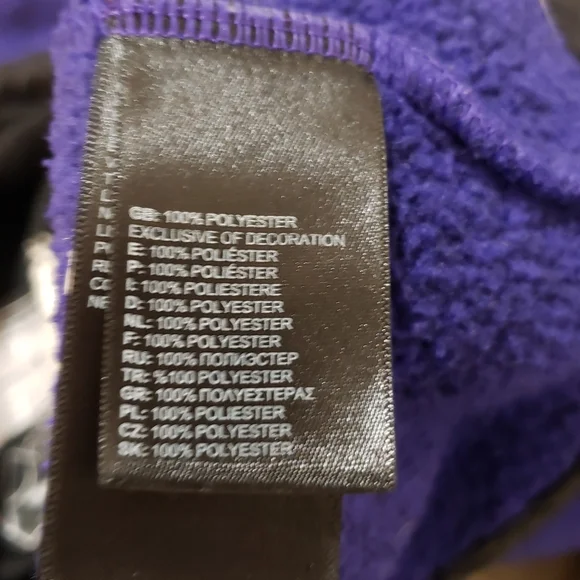 GB: 100% POLYESTER
EXCLUSIVE OF DECORATION
E: 100% POLIÉSTER
P: 100% POLIÉSTER
I: 100% POLIESTERE
D: 100% POLYESTER
NL: 100% POLYESTER
F: 100% POLYESTER
RU: 100% ПОЛИЭСТЕР
TR: %100 POLYESTER
GR: 100% ΠΟΛΥΕΣΤΕΡΑΣ
PL: 100% POLIESTER
CZ: 100% POLYESTER
SK: 100% POLYESTER